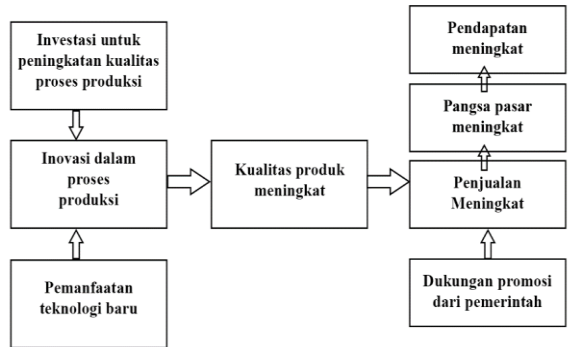 Investasi untuk
peningkatan kualitas
proses produksi
Inovasi dalam
proses
produksi
Pemanfaatan
teknologi baru
Kualitas produk
meningkat
Pendapatan
meningkat
Pangsa pasar
meningkat
Penjualan
Meningkat
Dukungan promosi
dari pemerintah